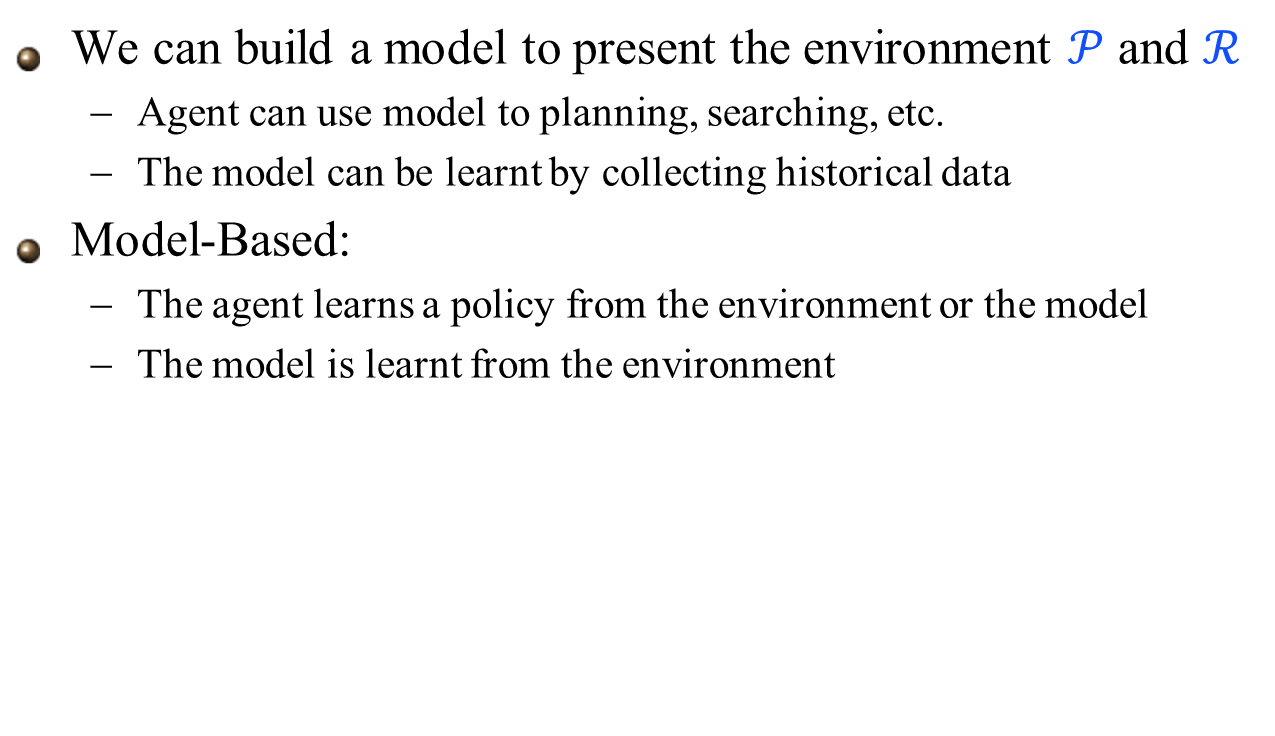 We can build a model to present the environment 𝒫 and ℛ
– Agent can use model to planning, searching, etc.
– The model can be learnt by collecting historical data
Model-Based:
– The agent learns a policy from the environment or the model
– The model is learnt from the environment